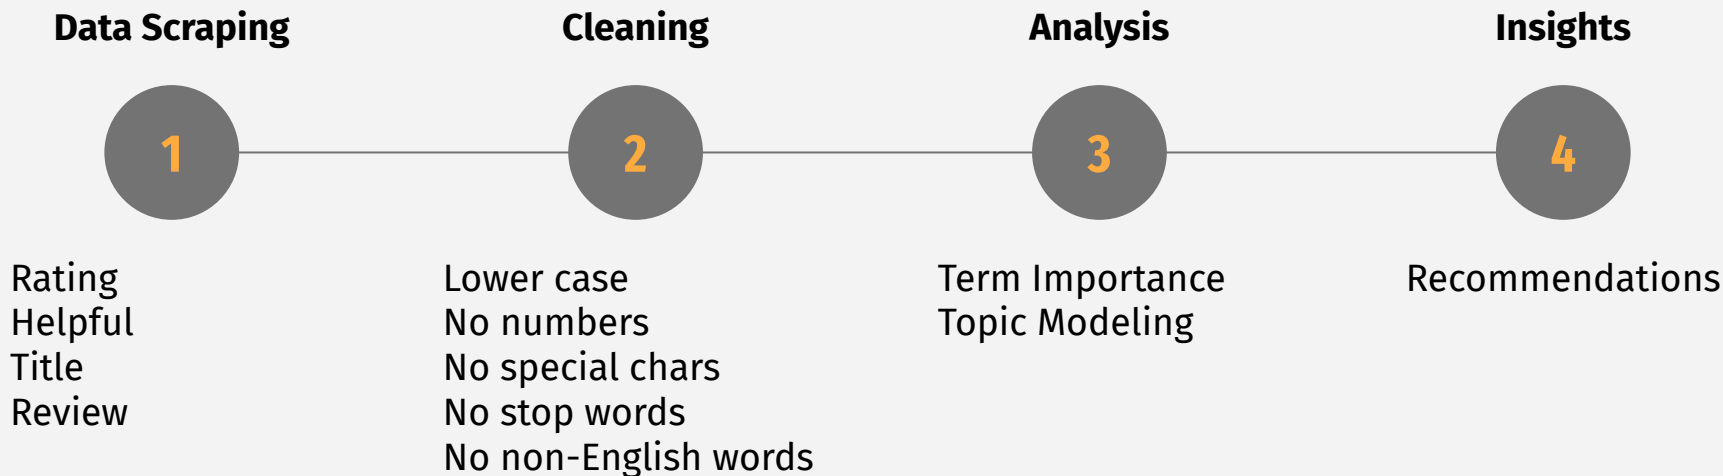 Data Scraping
Cleaning
Analysis
Insights
1
2
3
4
Rating
Helpful
Title
Review
Lower case
No numbers
No special chars
No stop words
No non-English words
Term Importance
Topic Modeling
Recommendations